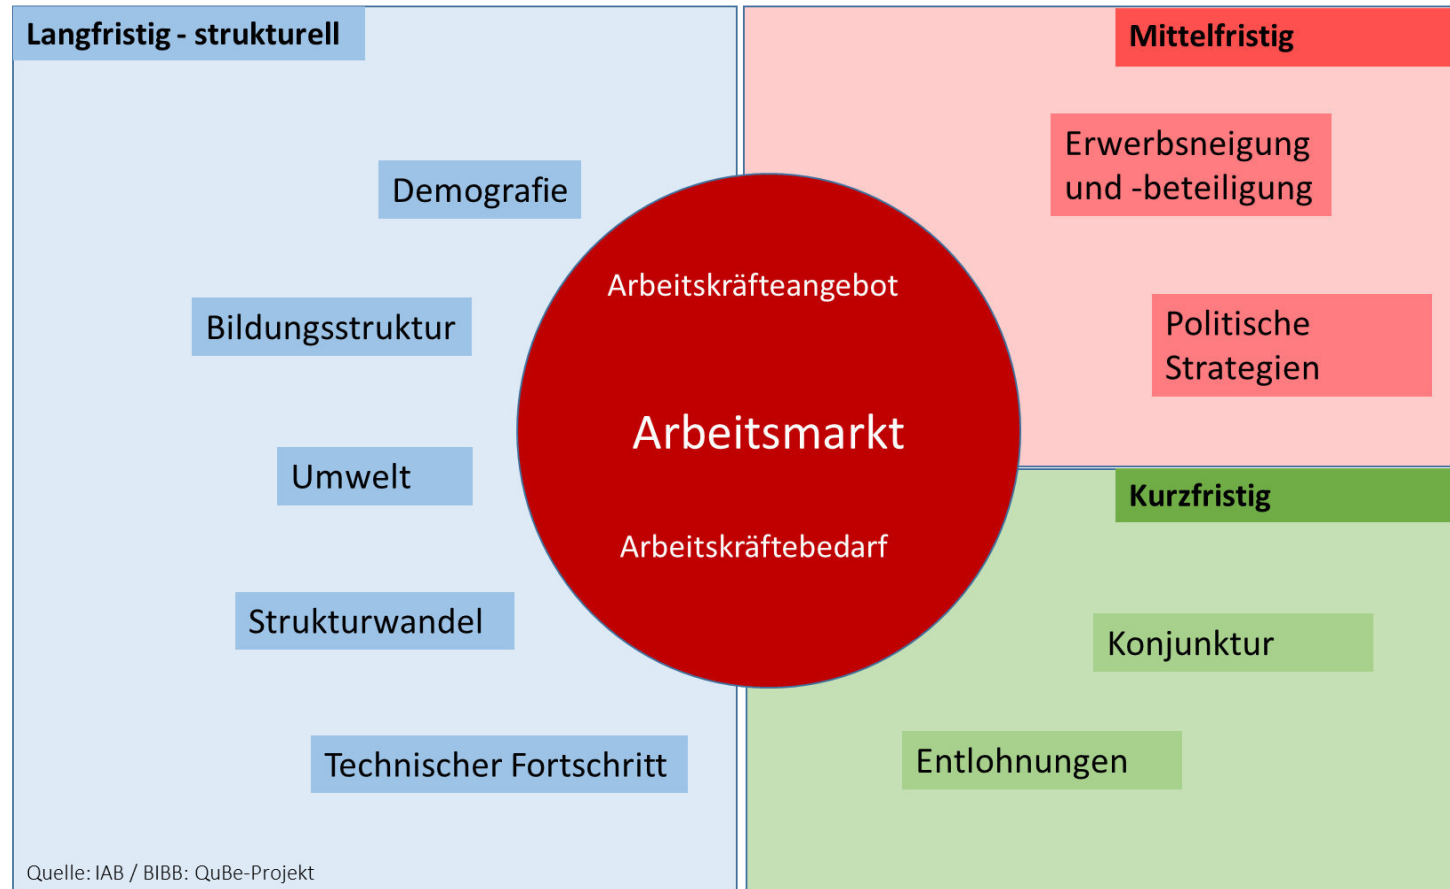 Langfristig - strukturell
Demografie
Bildungsstruktur
Umwelt
Strukturwandel
Technischer Fortschritt
Quelle: IAB / BIBB: QuBe-Projekt
Arbeitskräfteangebot
Arbeitsmarkt
Arbeitskräftebedarf
Mittelfristig
Erwerbsneigung
und -beteiligung
Politische
Strategien
Kurzfristig
Konjunktur
Entlohnungen